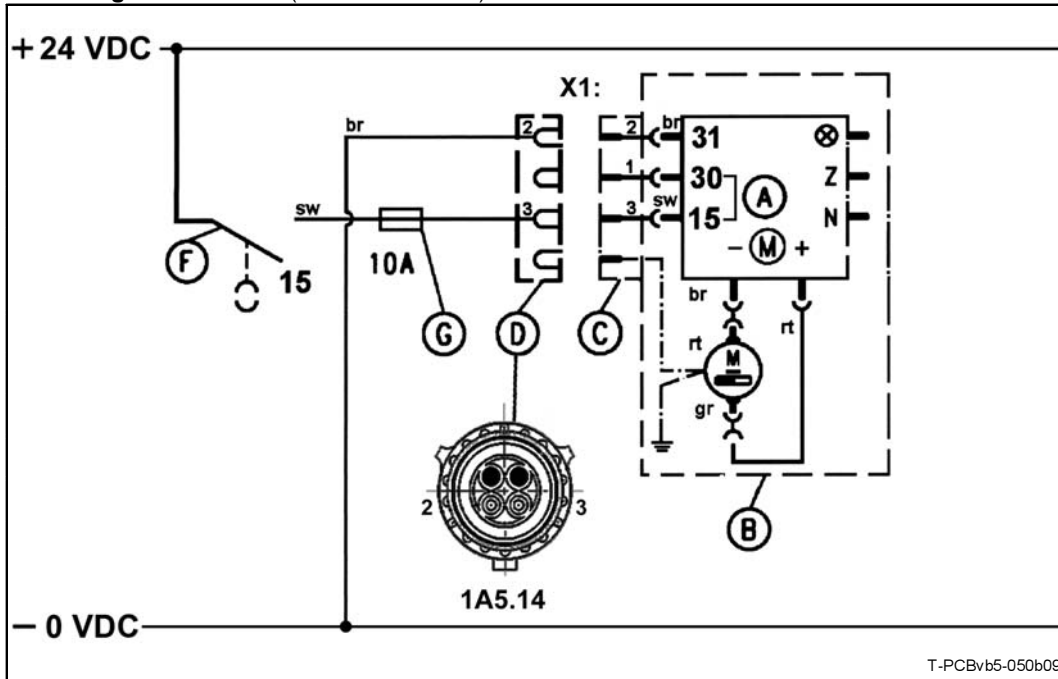 + 24 VDC
X1:
br
2
2
br
31
1
30
A
Z
sw
3
3
sw
15
N
10A
− M +
F
15
G
D
C
br
rt
rt
M
gr
2
3
B
1A5.14
− 0 VDC
T-PCBvb5-050b09